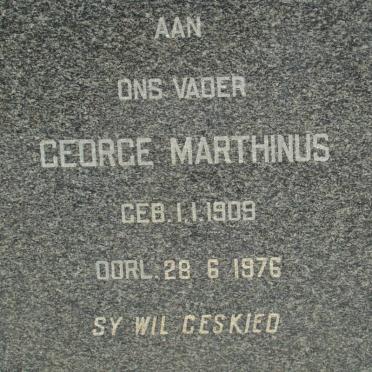 AAN
ONS VADER
GEORGE MARTHINUS
GEB. 1.1.1909
OORL. 28 6 1976
SY WIL GESKIED